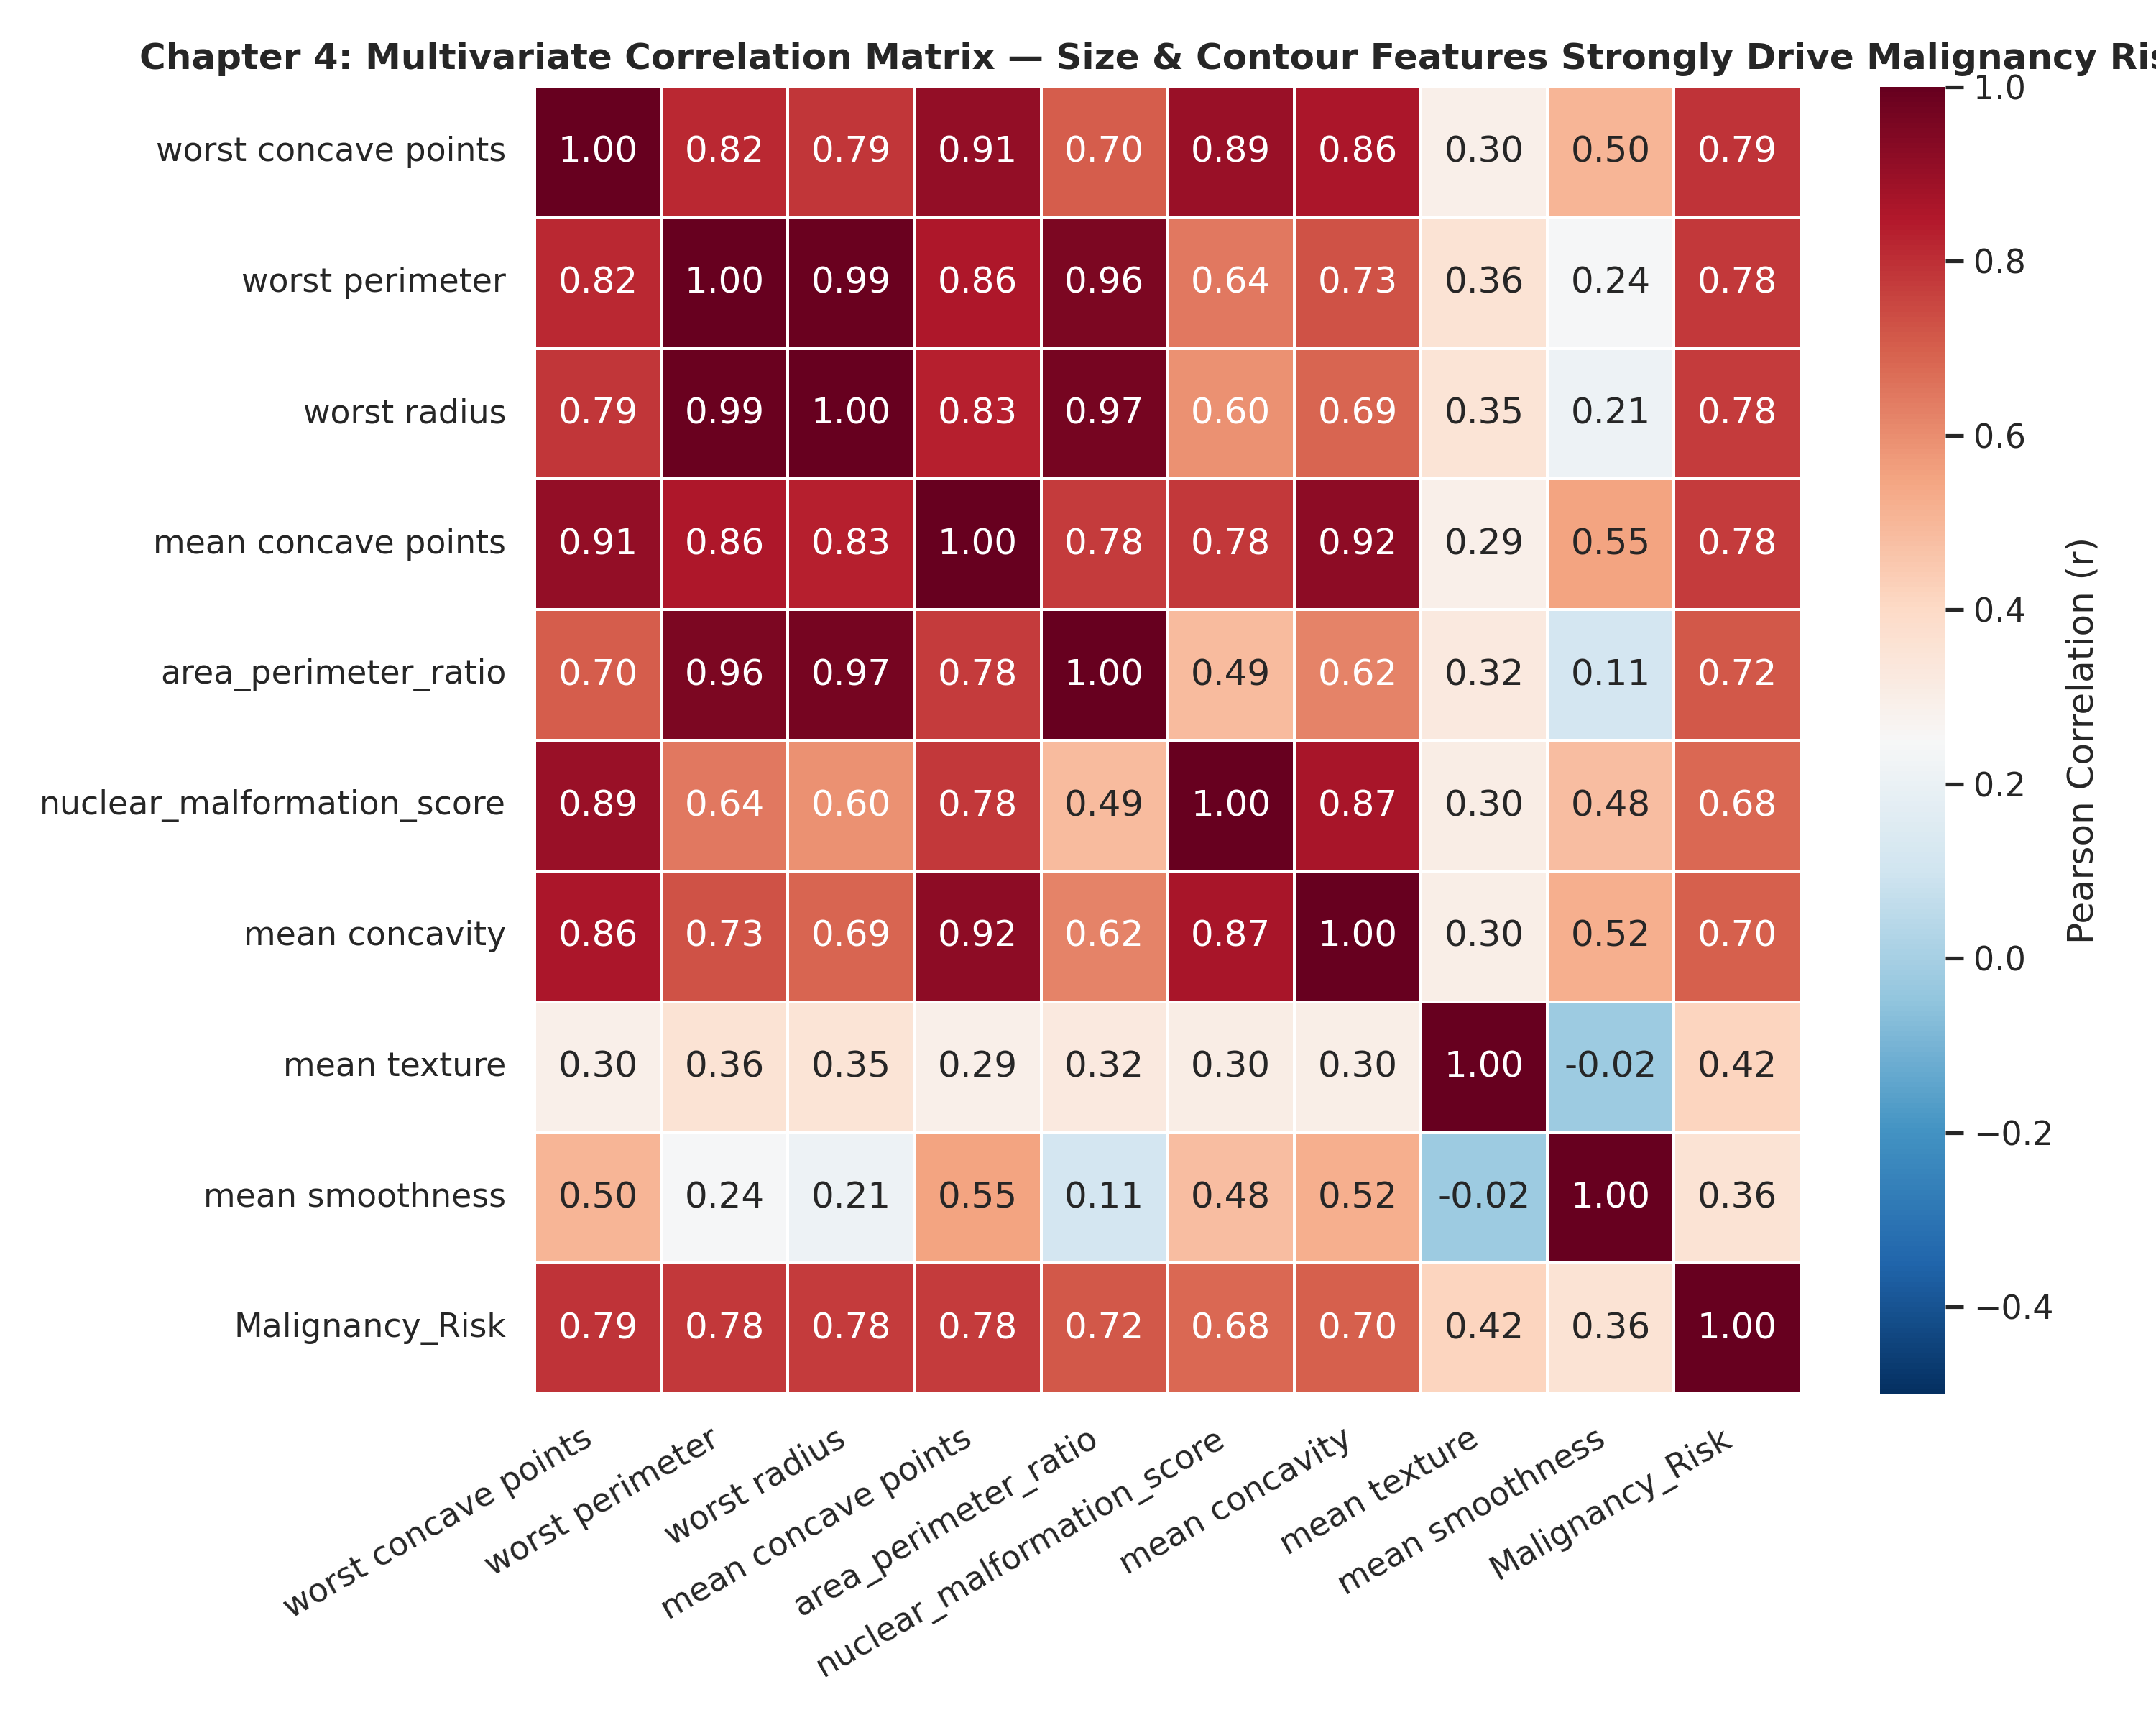 Chapter 4: Multivariate Correlation Matrix — Size & Contour Features Strongly Drive Malignancy Ris
worst concave points 1.00 0.82 0.79 0.91 0.70 0.89 0.86 0.30 0.50 0.79
worst perimeter 0.82 1.00 0.99 0.86 0.96 0.64 0.73 0.36 0.24 0.78
worst radius 0.79 0.99 1.00 0.83 0.97 0.60 0.69 0.35 0.21 0.78
mean concave points 0.91 0.86 0.83 1.00 0.78 0.78 0.92 0.29 0.55 0.78
area_perimeter_ratio 0.70 0.96 0.97 0.78 1.00 0.49 0.62 0.32 0.11 0.72
nuclear_malformation_score 0.89 0.64 0.60 0.78 0.49 1.00 0.87 0.30 0.48 0.68
mean concavity 0.86 0.73 0.69 0.92 0.62 0.87 1.00 0.30 0.52 0.70
mean texture 0.30 0.36 0.35 0.29 0.32 0.30 0.30 1.00 -0.02 0.42
mean smoothness 0.50 0.24 0.21 0.55 0.11 0.48 0.52 -0.02 1.00 0.36
Malignancy_Risk 0.79 0.78 0.78 0.78 0.72 0.68 0.70 0.42 0.36 1.00
worst concave points
worst perimeter
worst radius
mean concave points
area_perimeter_ratio
nuclear_malformation_score
mean concavity
mean texture
mean smoothness
Malignancy_Risk
1.0
0.8
0.6
0.4
0.2
0.0
−0.2
−0.4
Pearson Correlation (r)